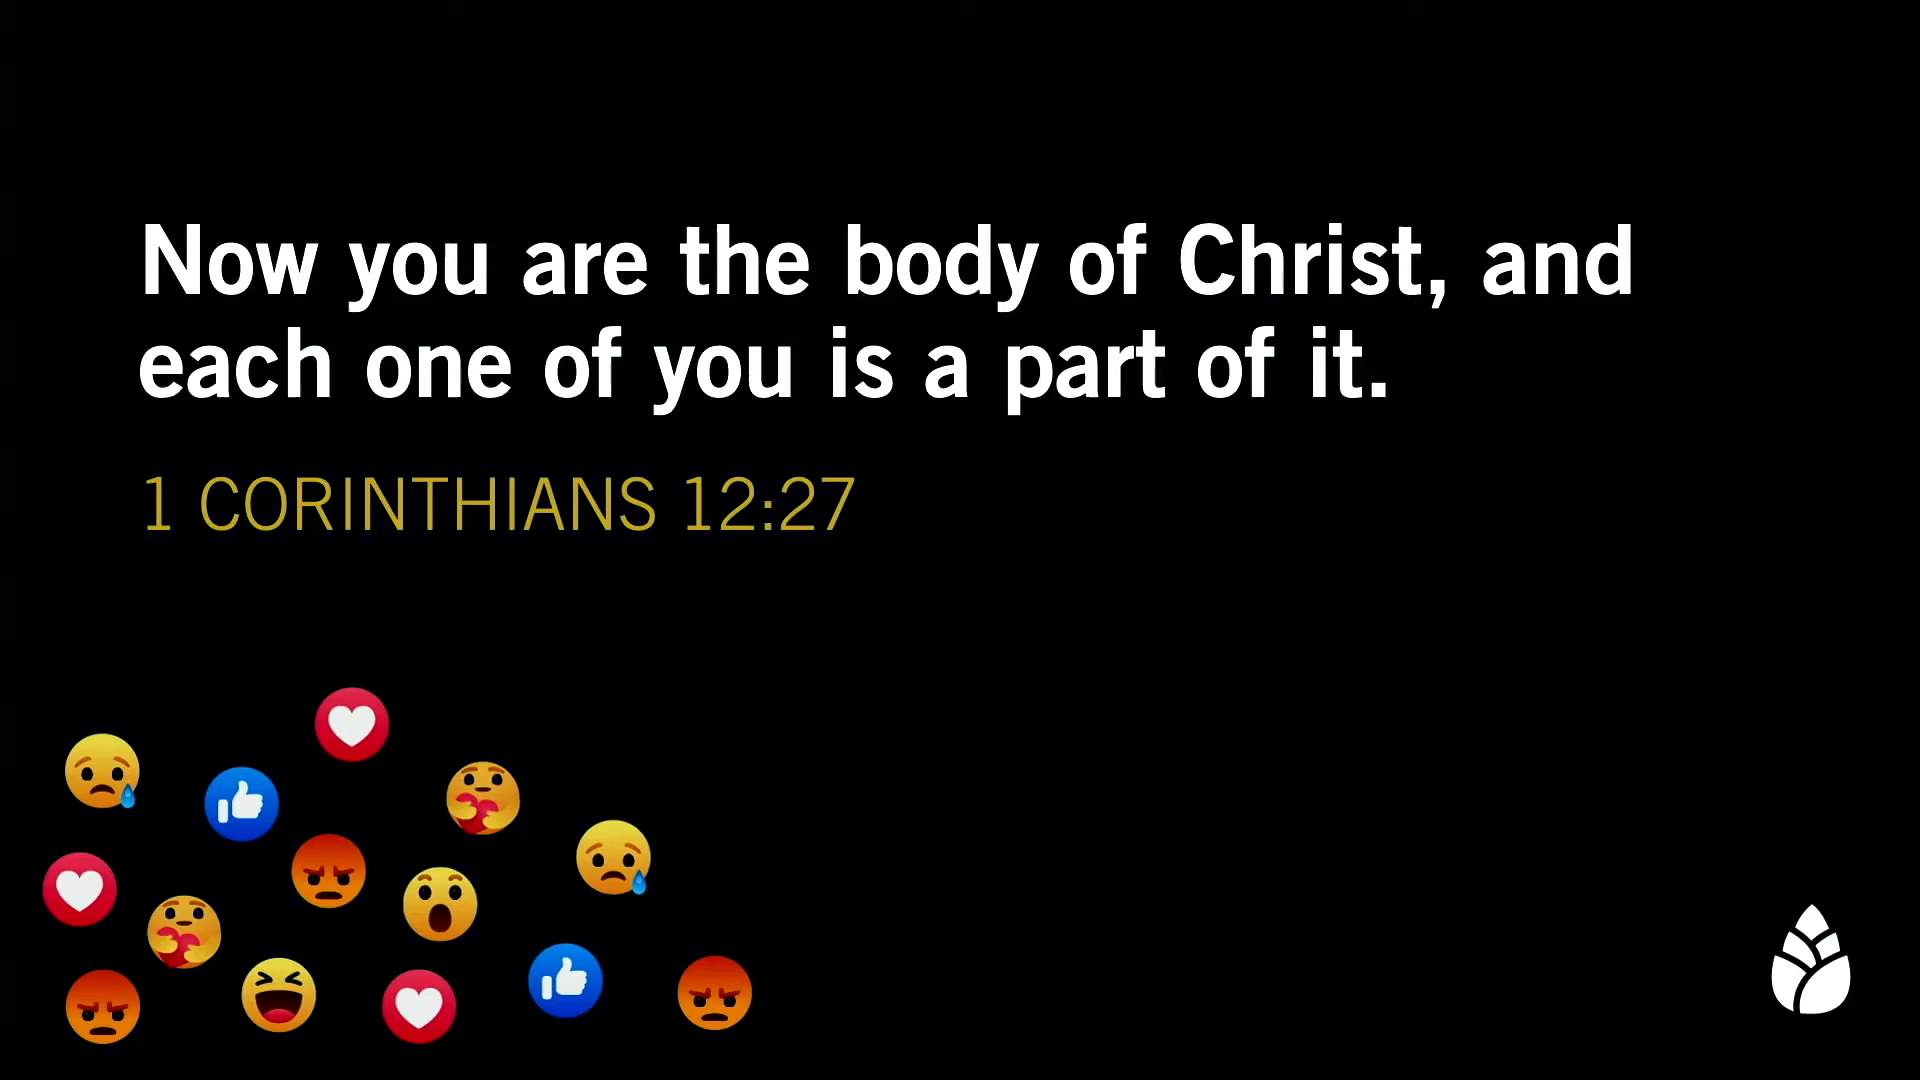 Now you are the body of Christ, and
each one of you is a part of it.
1 CORINTHIANS 12:27